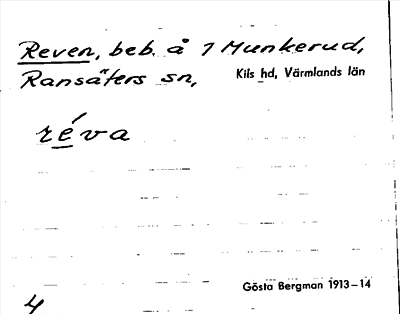 Reven, beb. å 1 Munkerud,
Ransäters sn, Kils hd, Värmlands län
réva
Gösta Bergman 1913–14
4